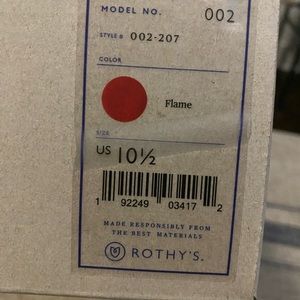 MODEL NO. 002
STYLE # 002-207
COLOR
Flame
SIZE
US 10½
1 92249 03417 2
MADE RESPONSIBLY FROM
THE BEST MATERIALS
ROTHY'S.